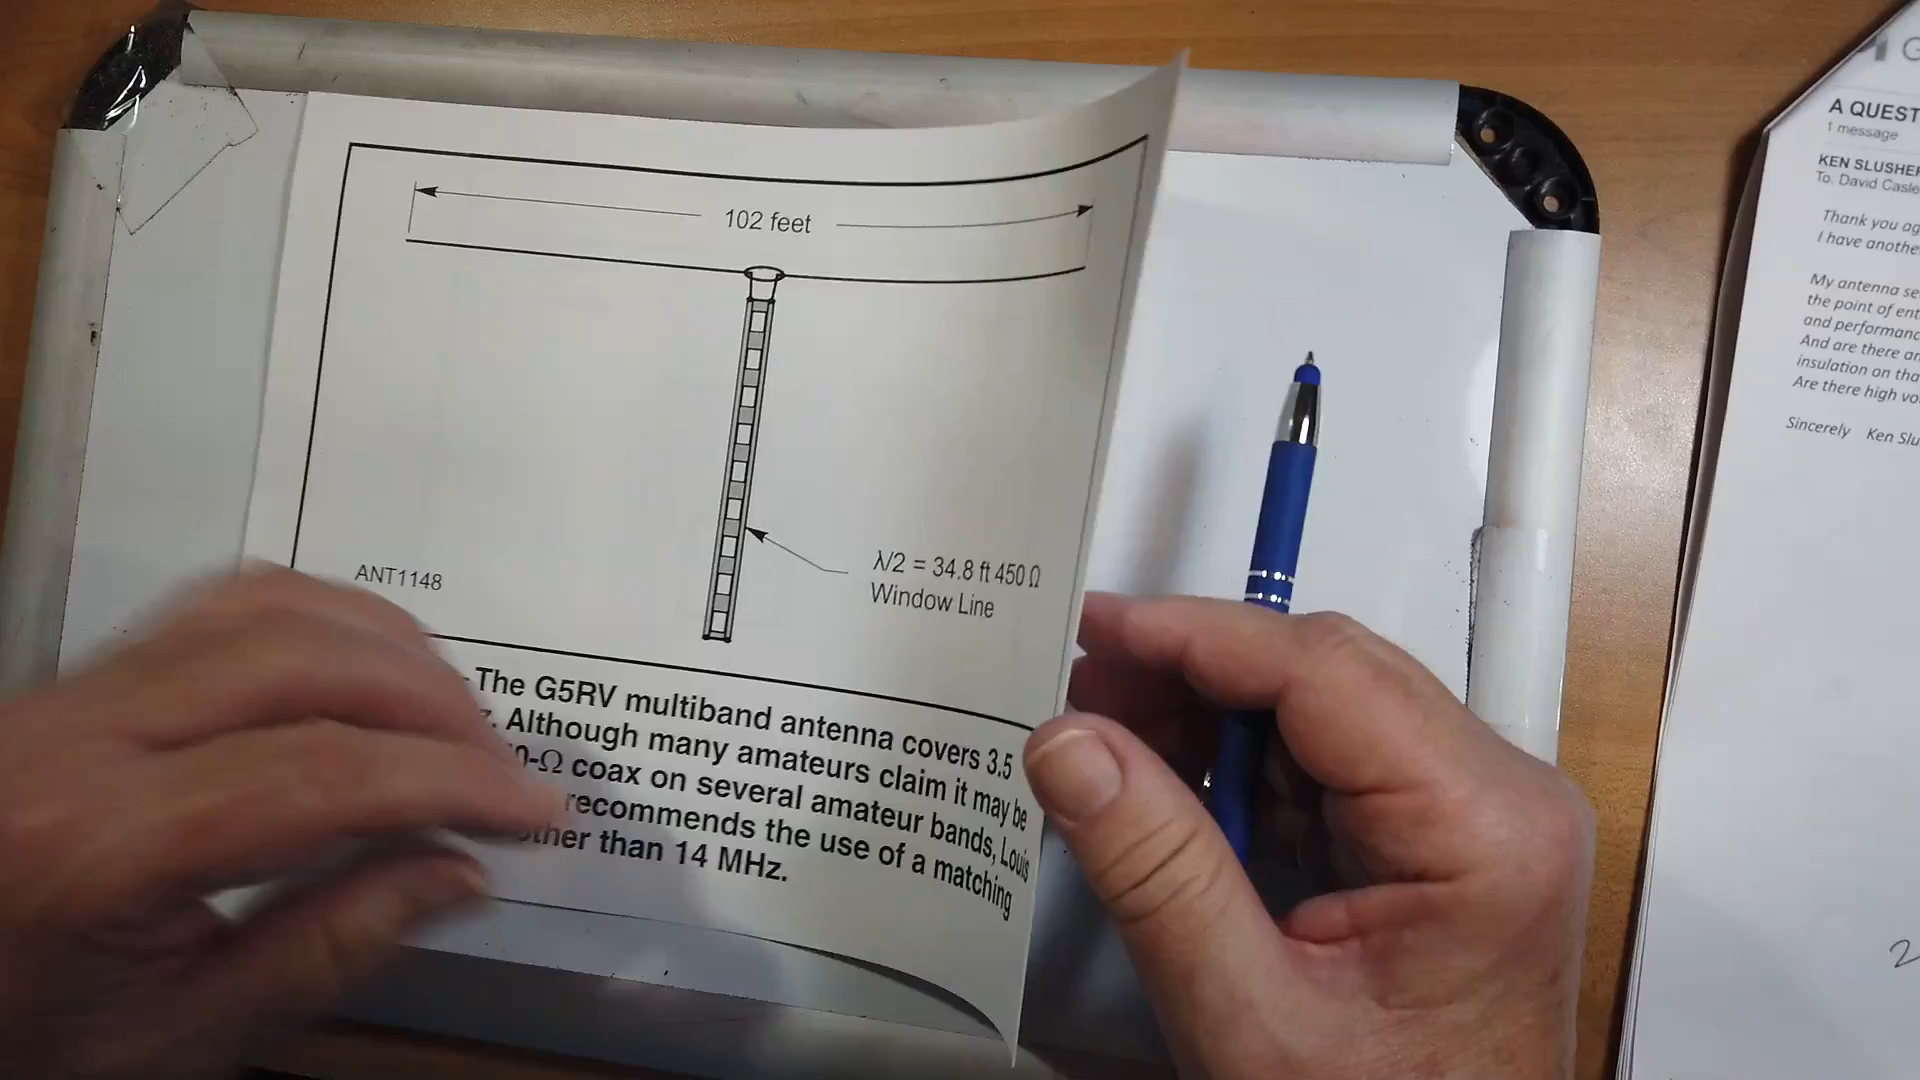 102 feet
λ/2 = 34.8 ft 450 Ω
Window Line
ANT1148
The G5RV multiband antenna covers 3.5
Although many amateurs claim it may be
0-Ω coax on several amateur bands, Louis
recommends the use of a matching
other than 14 MHz.
G
A QUEST
1 message
KEN SLUSHER
To: David Casle
Thank you ag
I have anothe
My antenna se
the point of ent
and performanc
And are there an
insulation on tha
Are there high vo
Sincerely Ken Slu
2